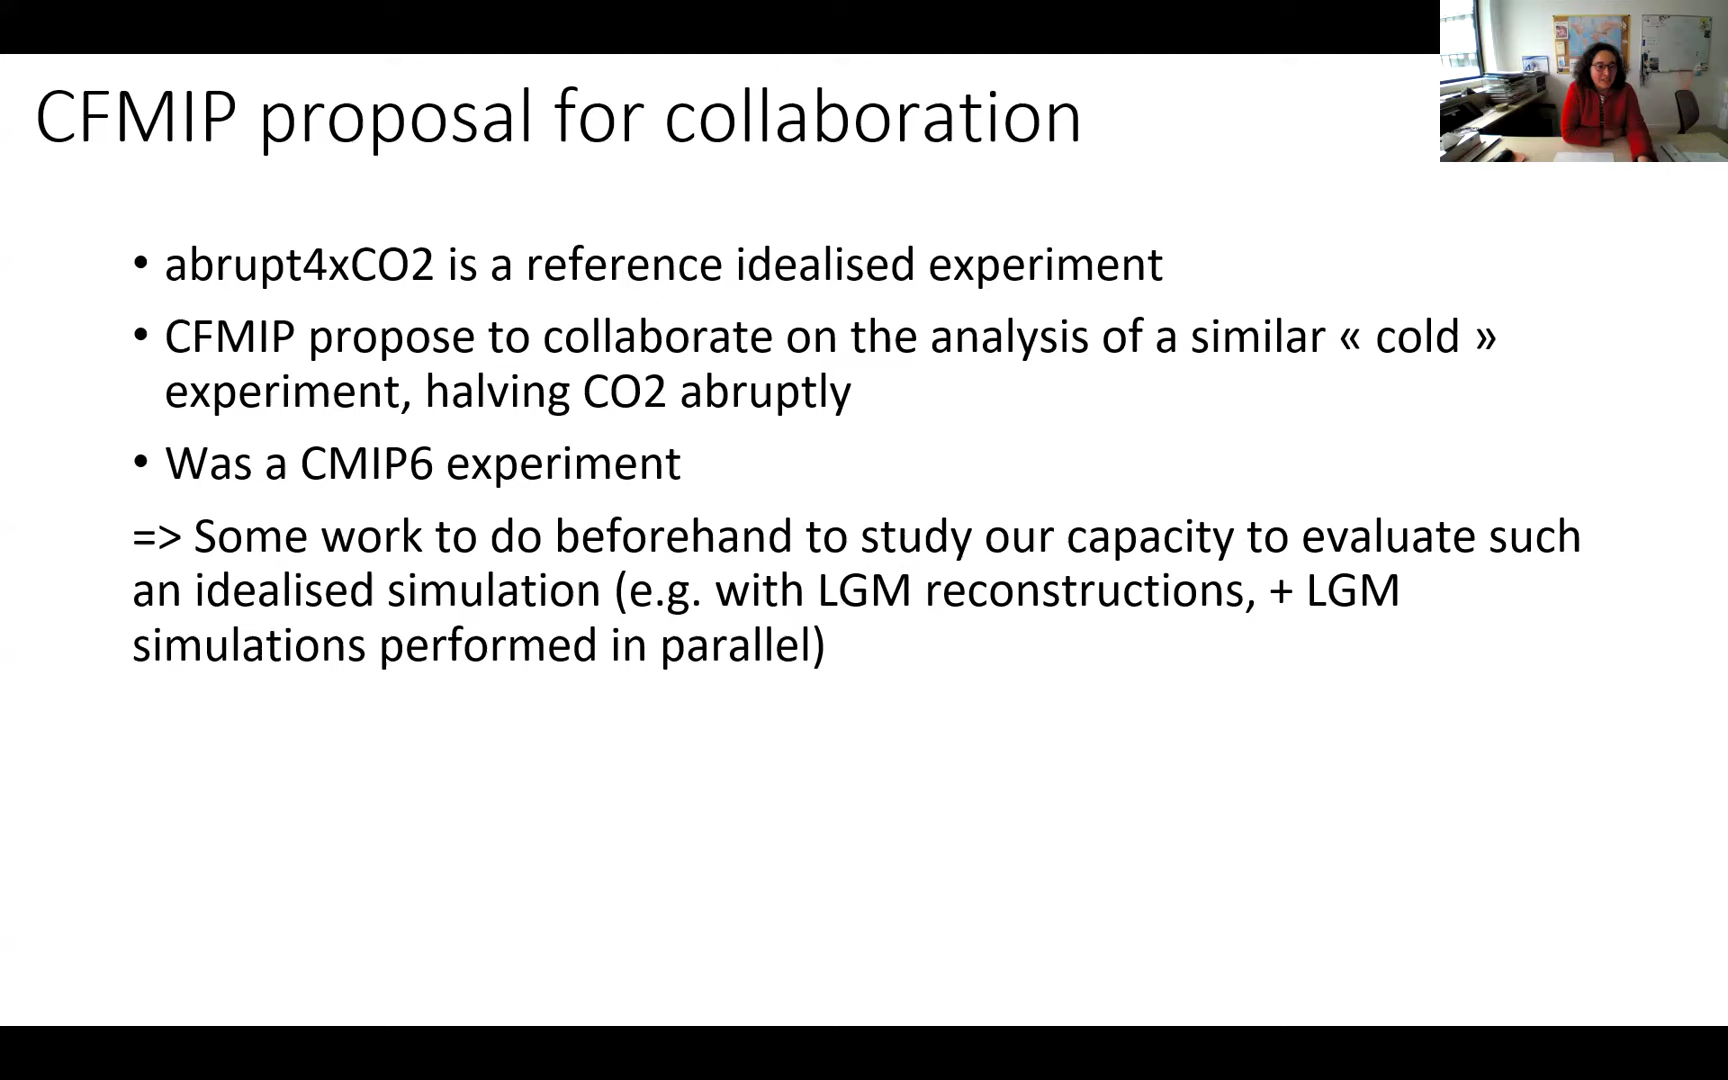 CFMIP proposal for collaboration
• abrupt4xCO2 is a reference idealised experiment
• CFMIP propose to collaborate on the analysis of a similar « cold »
experiment, halving CO2 abruptly
• Was a CMIP6 experiment
=> Some work to do beforehand to study our capacity to evaluate such
an idealised simulation (e.g. with LGM reconstructions, + LGM
simulations performed in parallel)